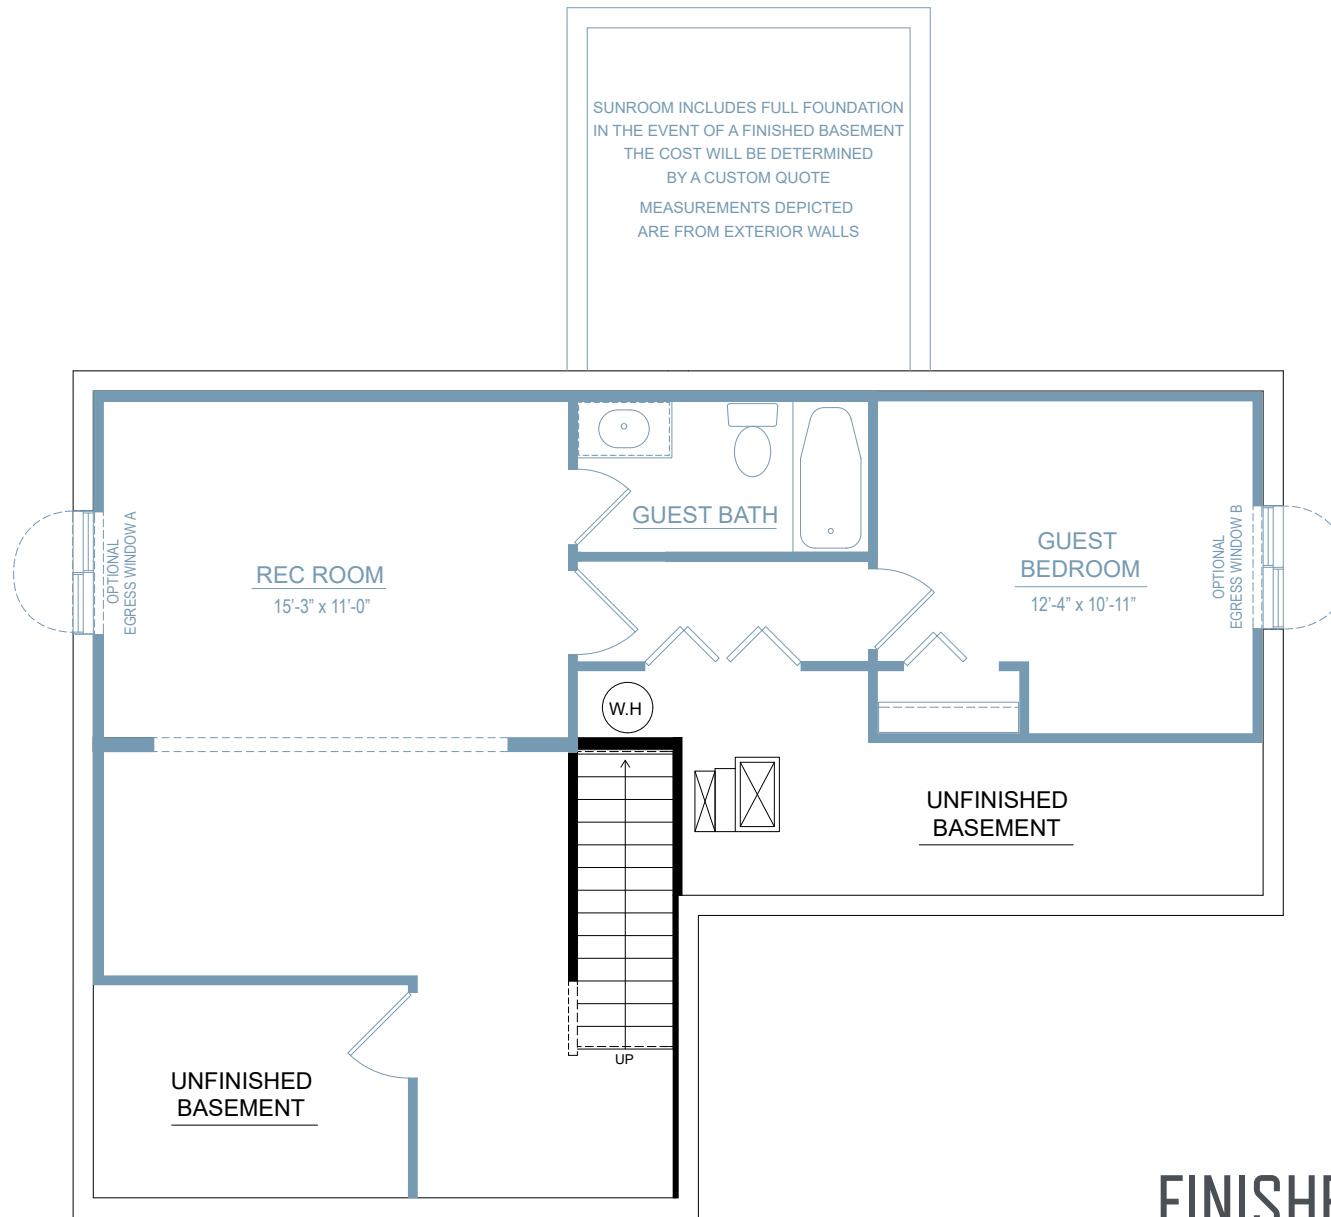 SUNROOM INCLUDES FULL FOUNDATION
IN THE EVENT OF A FINISHED BASEMENT
THE COST WILL BE DETERMINED
BY A CUSTOM QUOTE
MEASUREMENTS DEPICTED
ARE FROM EXTERIOR WALLS
GUEST BATH
OPTIONAL
EGRESS WINDOW A
REC ROOM
15'-3" x 11'-0"
GUEST
BEDROOM
12'-4" x 10'-11"
OPTIONAL
EGRESS WINDOW B
W.H
UNFINISHED
BASEMENT
UP
UNFINISHED
BASEMENT